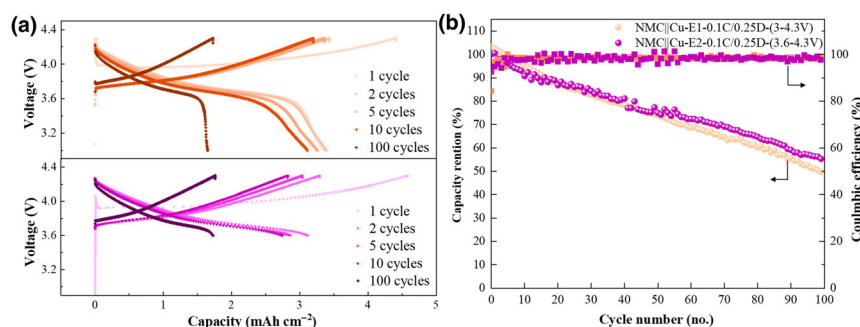 (a)
4.4
4.0
3.6
3.2
Voltage (V)
1 cycle
2 cycles
5 cycles
10 cycles
100 cycles
4.4
4.0
3.6
3.2
Voltage (V)
1 cycle
2 cycles
5 cycles
10 cycles
100 cycles
0
1
2
3
4
5
Capacity (mAh cm⁻²)
(b)
NMC||Cu-E1-0.1C/0.25D-(3-4.3V)
NMC||Cu-E2-0.1C/0.25D-(3.6-4.3V)
110
100
90
80
70
60
50
40
30
20
10
0
Capacity rention (%)
100
80
60
40
20
0
Coulumbic efficiency (%)
0
10
20
30
40
50
60
70
80
90
100
Cycle number (no.)